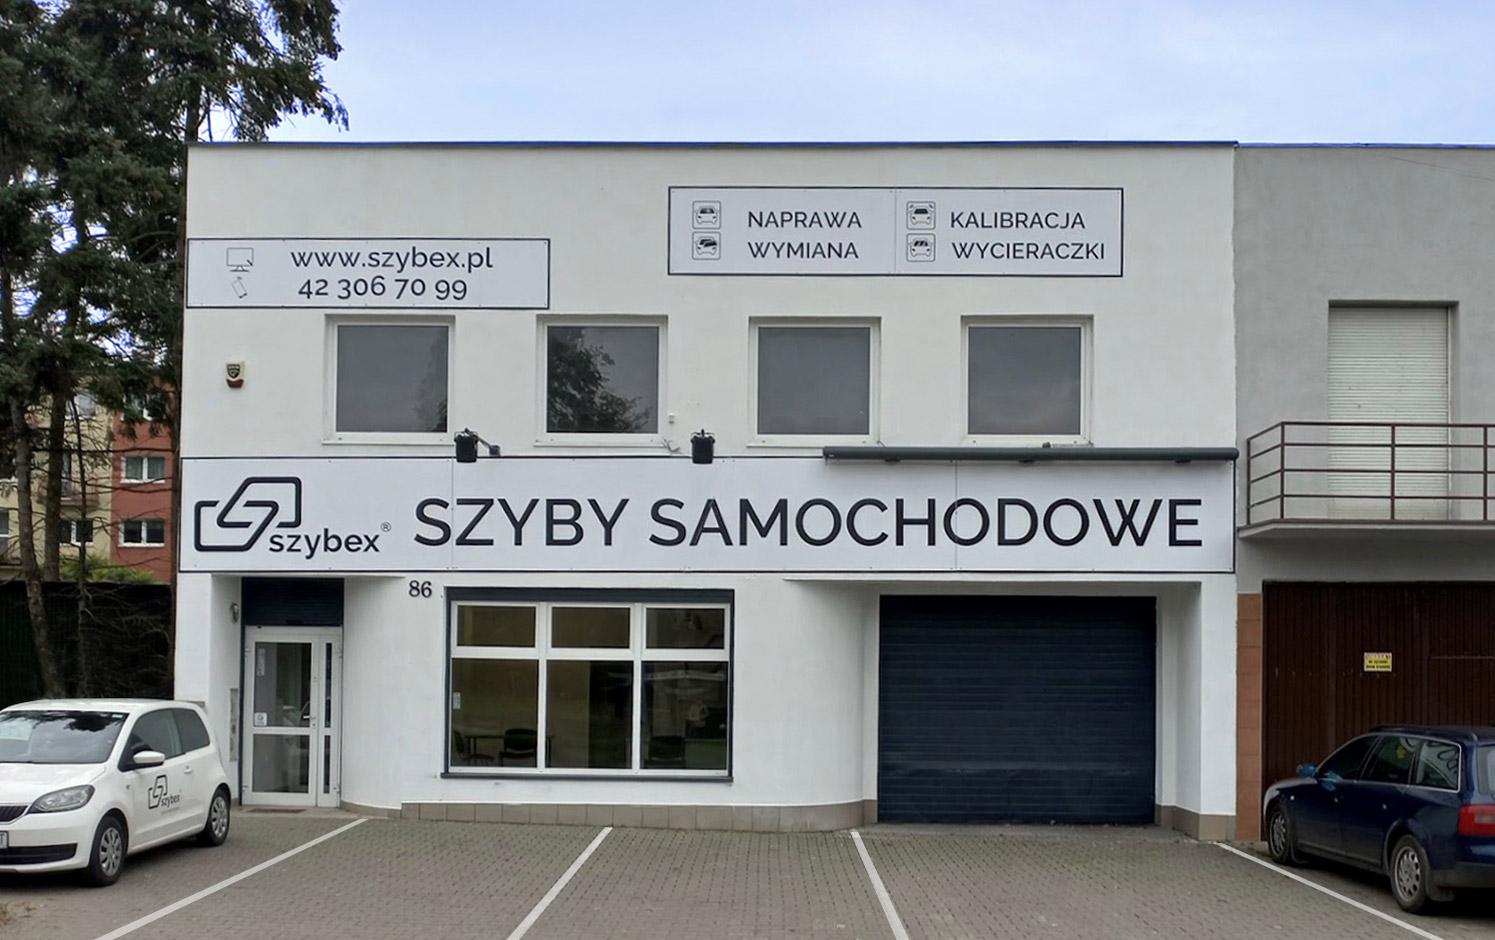 NAPRAWA
WYMIANA
KALIBRACJA
WYCIERACZKI
www.szybex.pl
42 306 70 99
szybex®
SZYBY SAMOCHODOWE
86
szybex